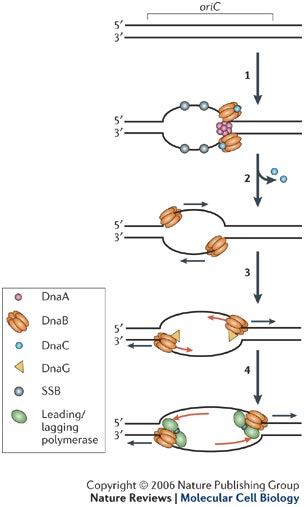 oriC
5′
3′
1
5′
3′
2
5′
3′
3
5′
3′
4
5′
3′
DnaA
DnaB
DnaC
DnaG
SSB
Leading/
lagging
polymerase
Copyright © 2006 Nature Publishing Group
Nature Reviews | Molecular Cell Biology